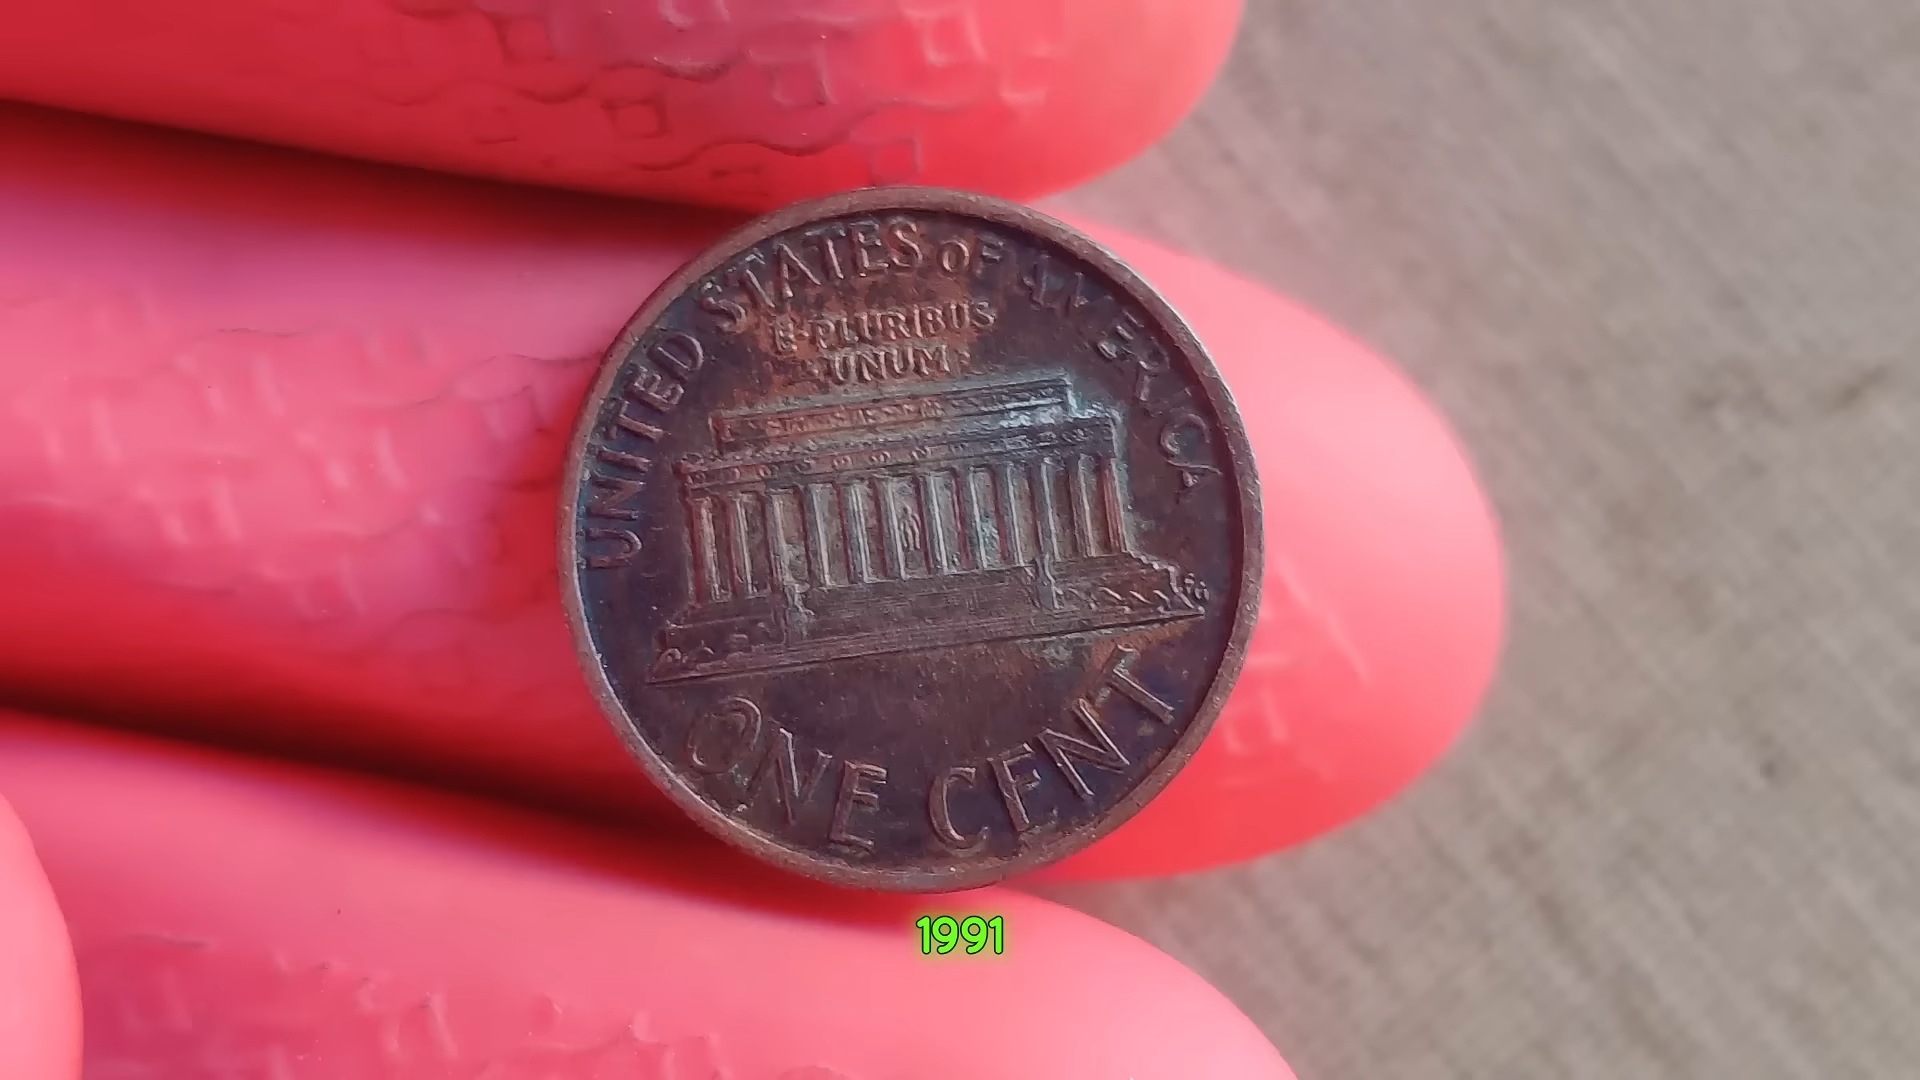 UNITED STATES OF AMERICA
E·PLURIBUS
UNUM
ONE CENT
1991